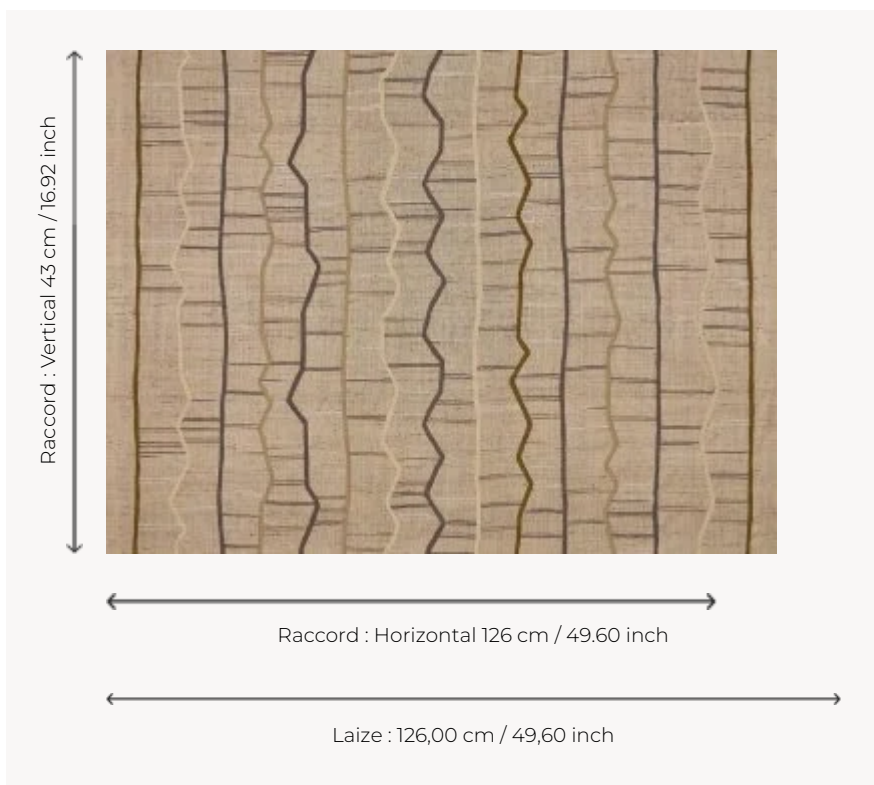 Raccord : Vertical 43 cm / 16.92 inch
Raccord : Horizontal 126 cm / 49.60 inch
Laize : 126,00 cm / 49,60 inch